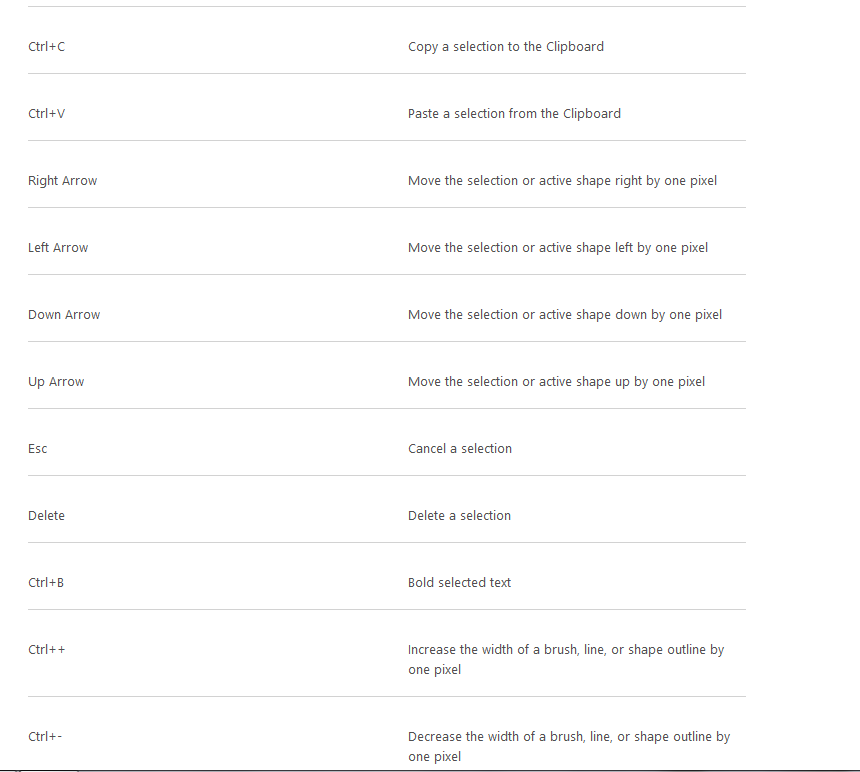 Ctrl+C Copy a selection to the Clipboard
Ctrl+V Paste a selection from the Clipboard
Right Arrow Move the selection or active shape right by one pixel
Left Arrow Move the selection or active shape left by one pixel
Down Arrow Move the selection or active shape down by one pixel
Up Arrow Move the selection or active shape up by one pixel
Esc Cancel a selection
Delete Delete a selection
Ctrl+B Bold selected text
Ctrl++ Increase the width of a brush, line, or shape outline by
one pixel
Ctrl+- Decrease the width of a brush, line, or shape outline by
one pixel